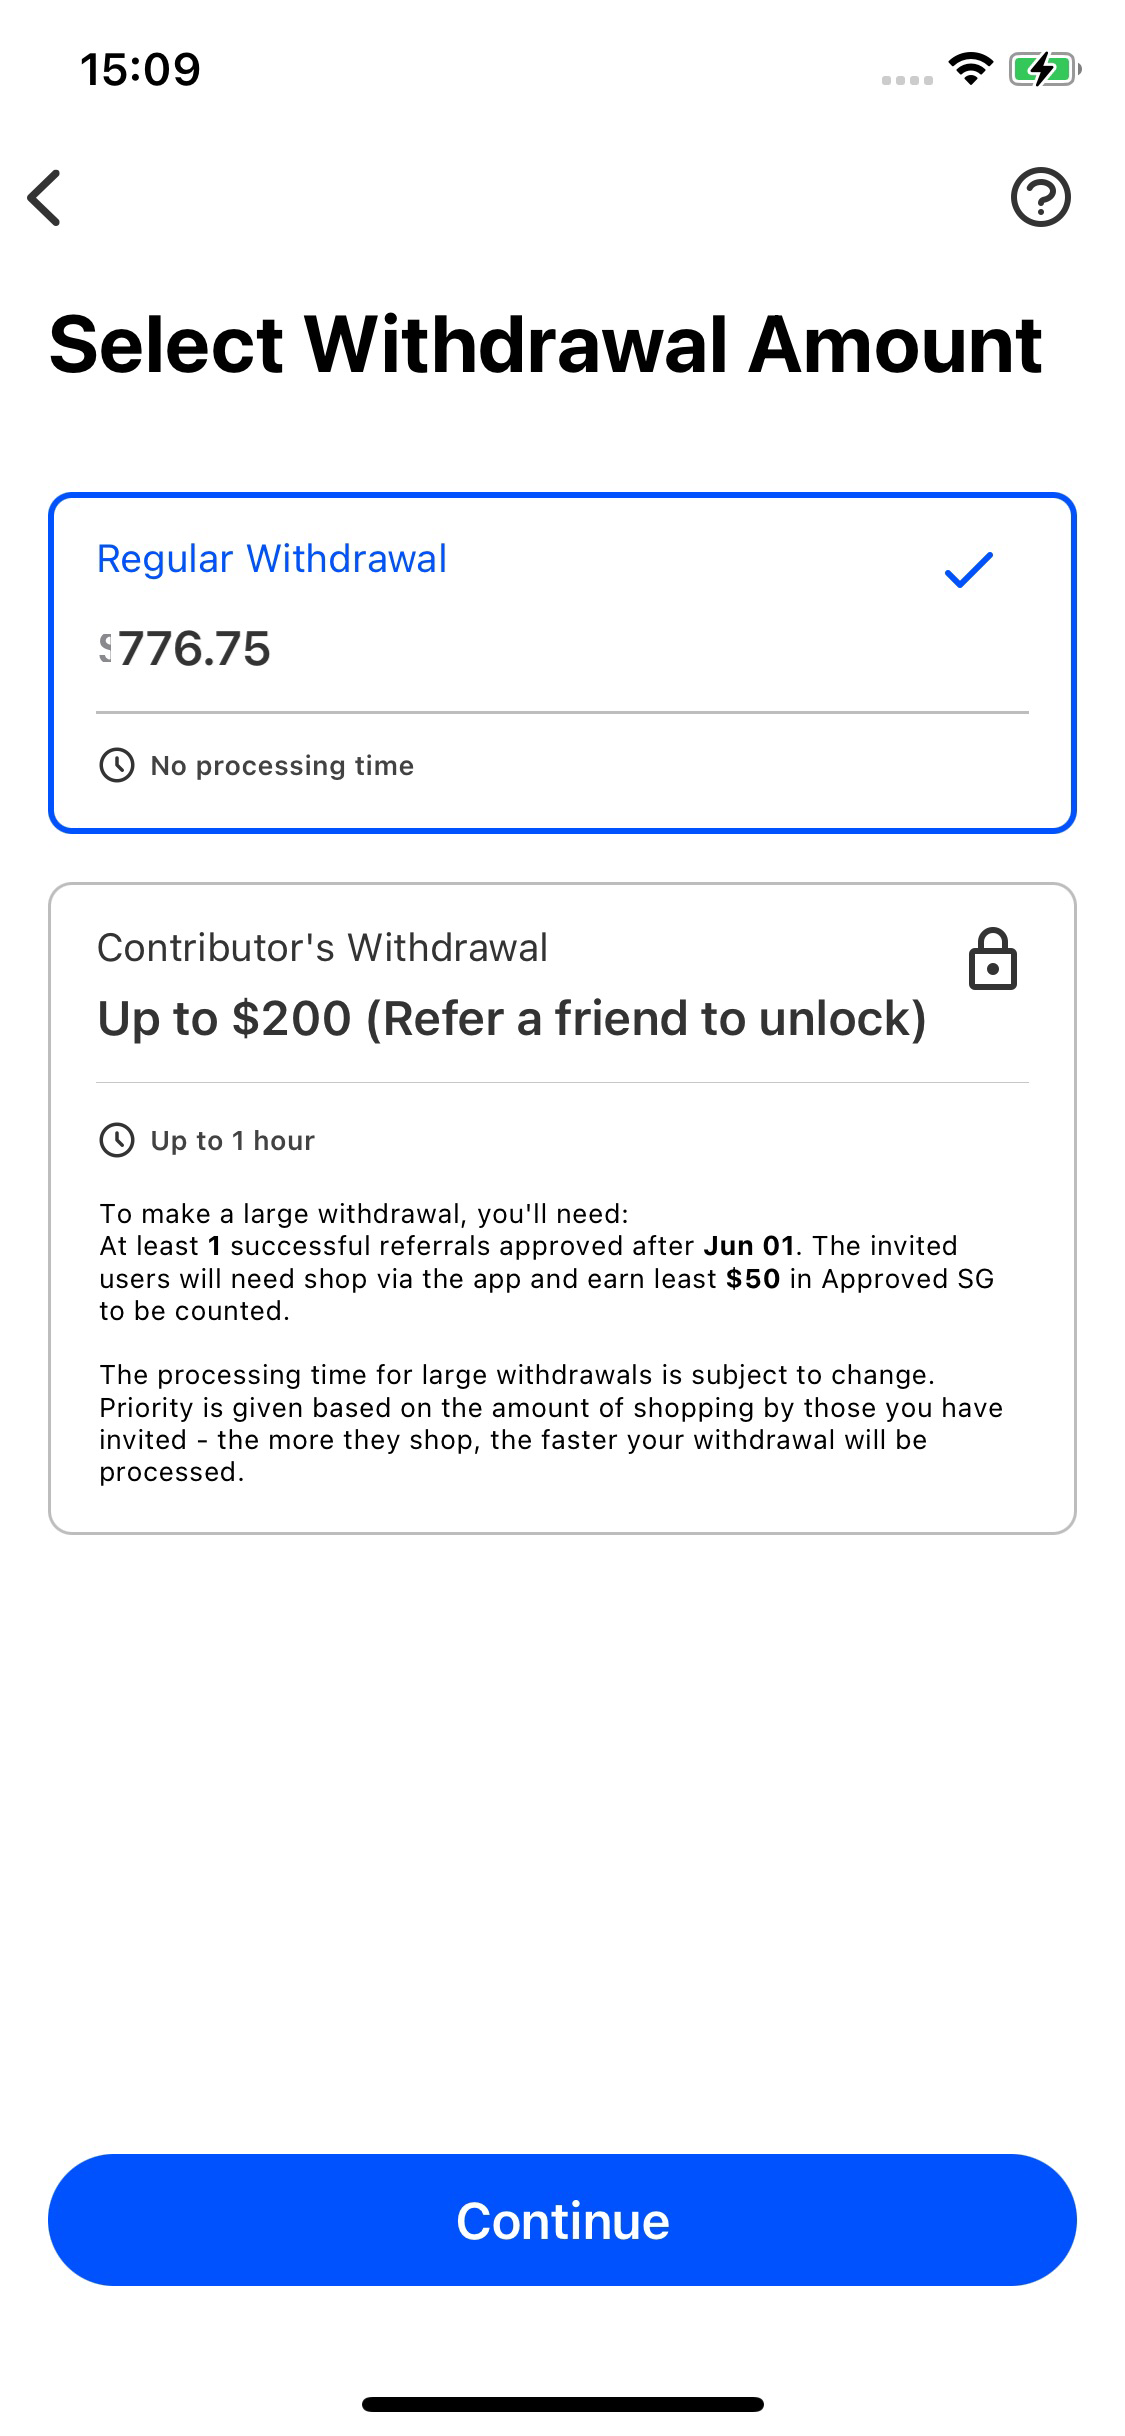 15:09
Select Withdrawal Amount
Regular Withdrawal
$776.75
No processing time
Contributor's Withdrawal
Up to $200 (Refer a friend to unlock)
Up to 1 hour
To make a large withdrawal, you'll need:
At least 1 successful referrals approved after Jun 01. The invited
users will need shop via the app and earn least $50 in Approved SG
to be counted.
The processing time for large withdrawals is subject to change.
Priority is given based on the amount of shopping by those you have
invited - the more they shop, the faster your withdrawal will be
processed.
Continue